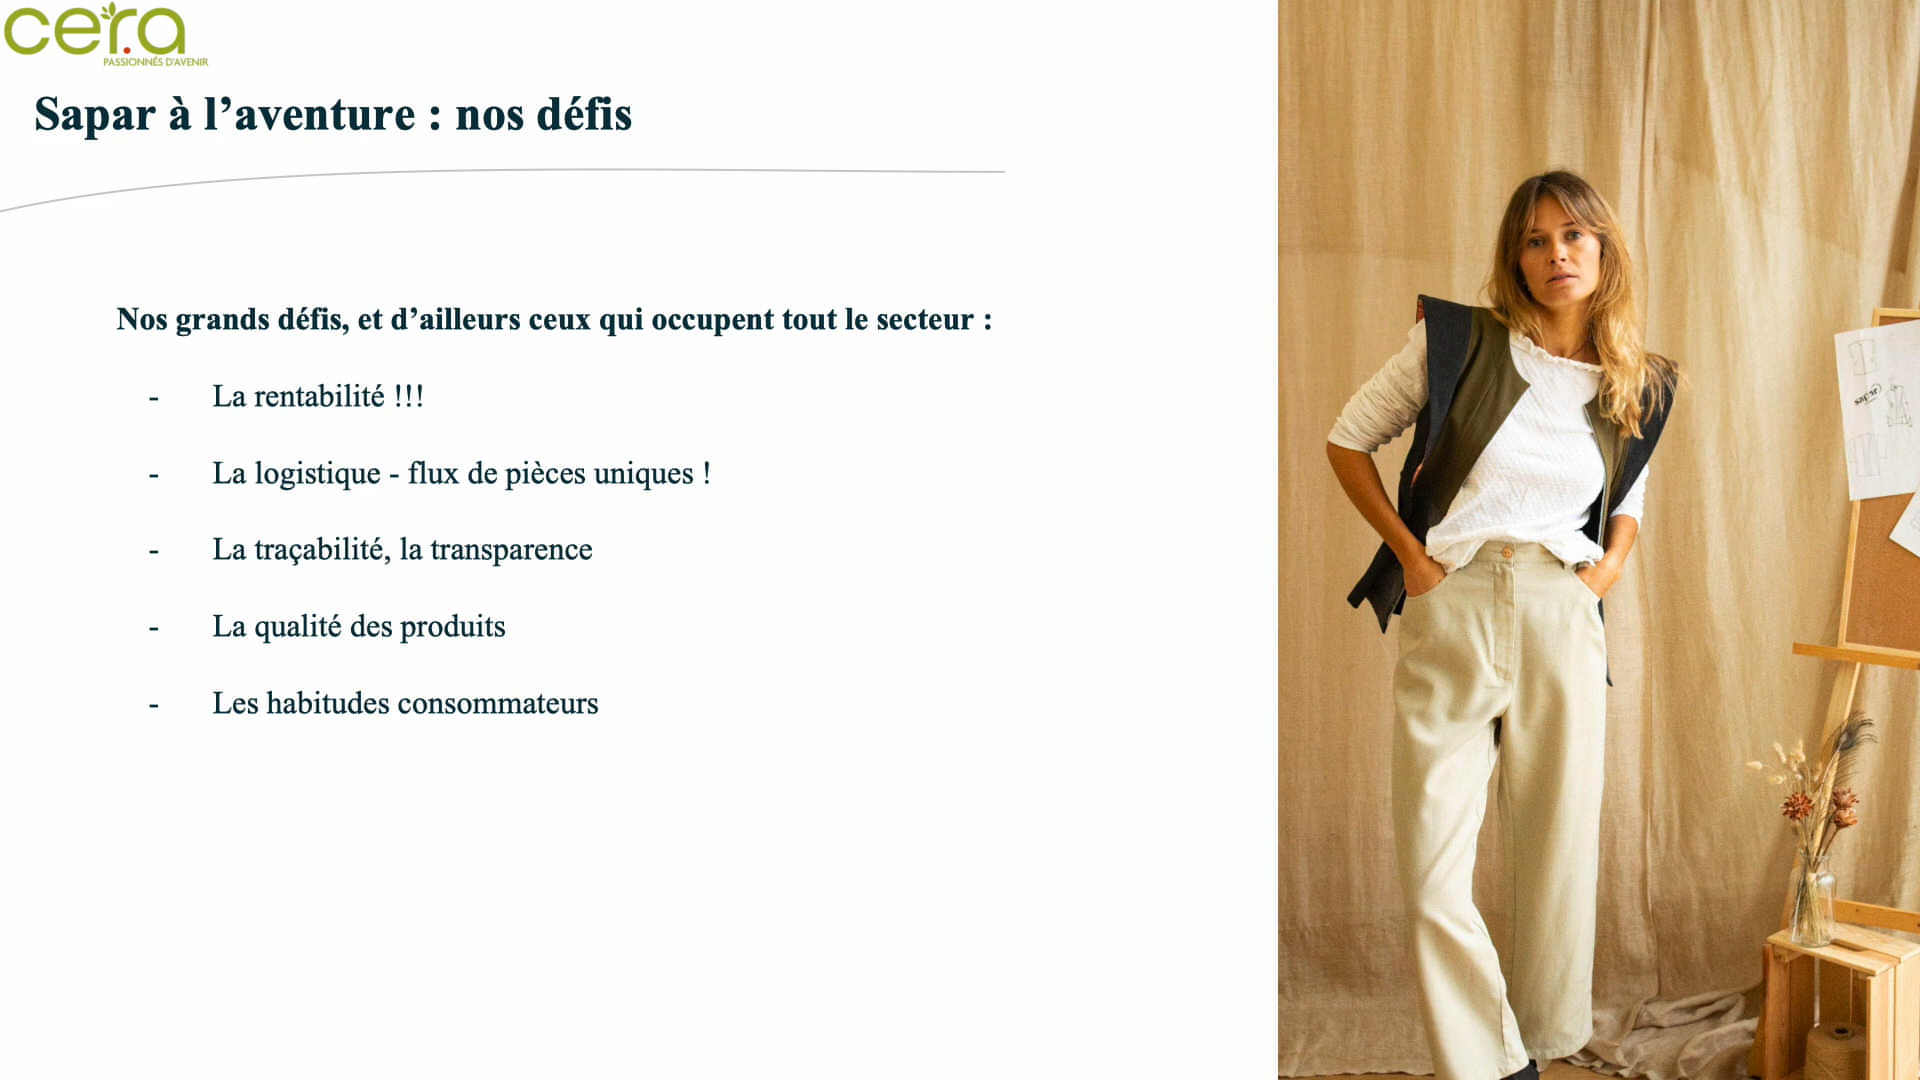 cera
PASSIONNÉS D'AVENIR
Sapar à l’aventure : nos défis
Nos grands défis, et d’ailleurs ceux qui occupent tout le secteur :
- La rentabilité !!!
- La logistique - flux de pièces uniques !
- La traçabilité, la transparence
- La qualité des produits
- Les habitudes consommateurs
sapar